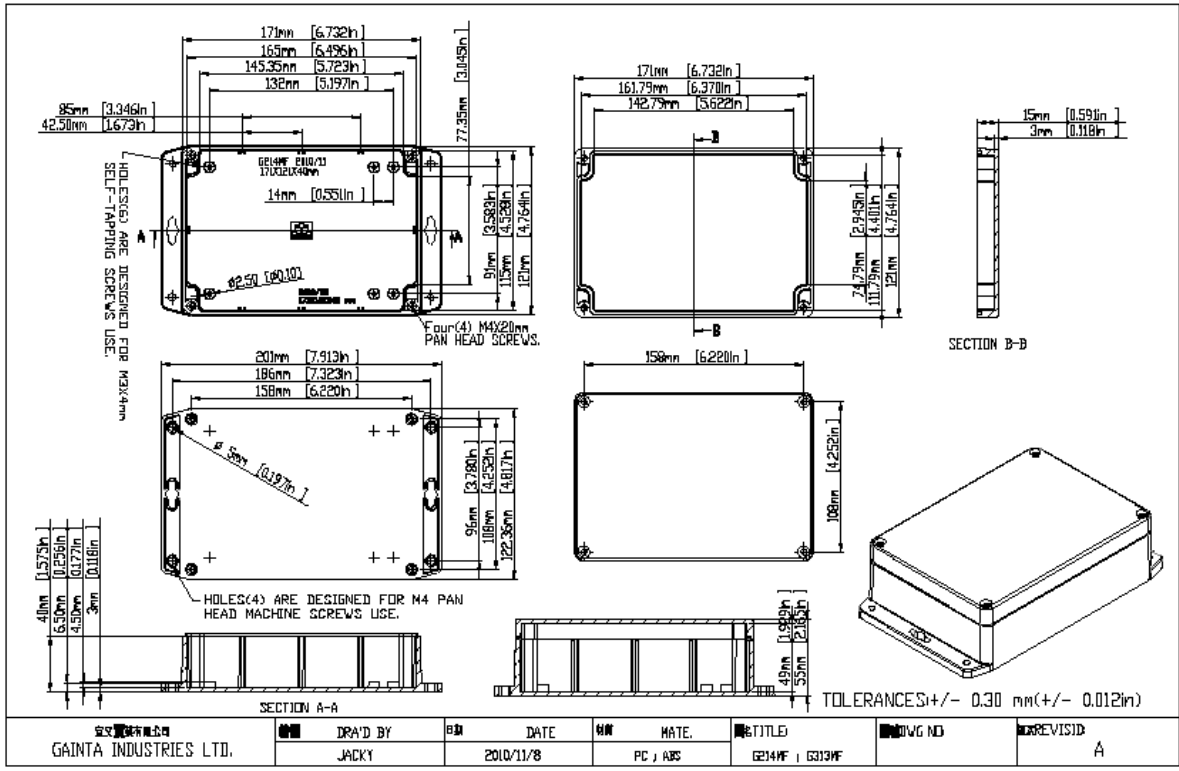 171mm [6.732in]
165mm [6.496in]
145.35mm [5.723in]
132mm [5.197in]
85mm [3.346in]
42.50mm [1.673in]
77.35mm [3.045in]
HOLES(6) ARE DESIGNED FOR M3X4mm
SELF-TAPPING SCREWS USE.
G214MF 2010/11
171X121X40mm
14mm [0.551in]
A
A
ø2.50 [ø0.10]
91mm [3.583in]
115mm [4.528in]
121mm [4.764in]
Four(4) M4X20mm
PAN HEAD SCREWS.
171mm [6.732in]
161.79mm [6.370in]
142.79mm [5.622in]
B
B
74.79mm [2.945in]
111.79mm [4.401in]
121mm [4.764in]
15mm [0.591in]
3mm [0.118in]
SECTION B-B
201mm [7.913in]
186mm [7.323in]
158mm [6.220in]
ø 5mm [0.197in]
96mm [3.780in]
108mm [4.252in]
122.36mm [4.817in]
HOLES(4) ARE DESIGNED FOR M4 PAN
HEAD MACHINE SCREWS USE.
158mm [6.220in]
108mm [4.252in]
40mm [1.575in]
6.50mm [0.256in]
4.50mm [0.177in]
3mm [0.118in]
SECTION A-A
49mm [1.929in]
55mm [2.165in]
TOLERANCES:+/- 0.30 mm(+/- 0.012in)
GAINTA INDUSTRIES LTD.
DRA'D BY
JACKY
日期 DATE
2010/11/8
MATE.
PC ; ABS
TITLE
G214MF ; G313MF
DWG NO
REVISID
A